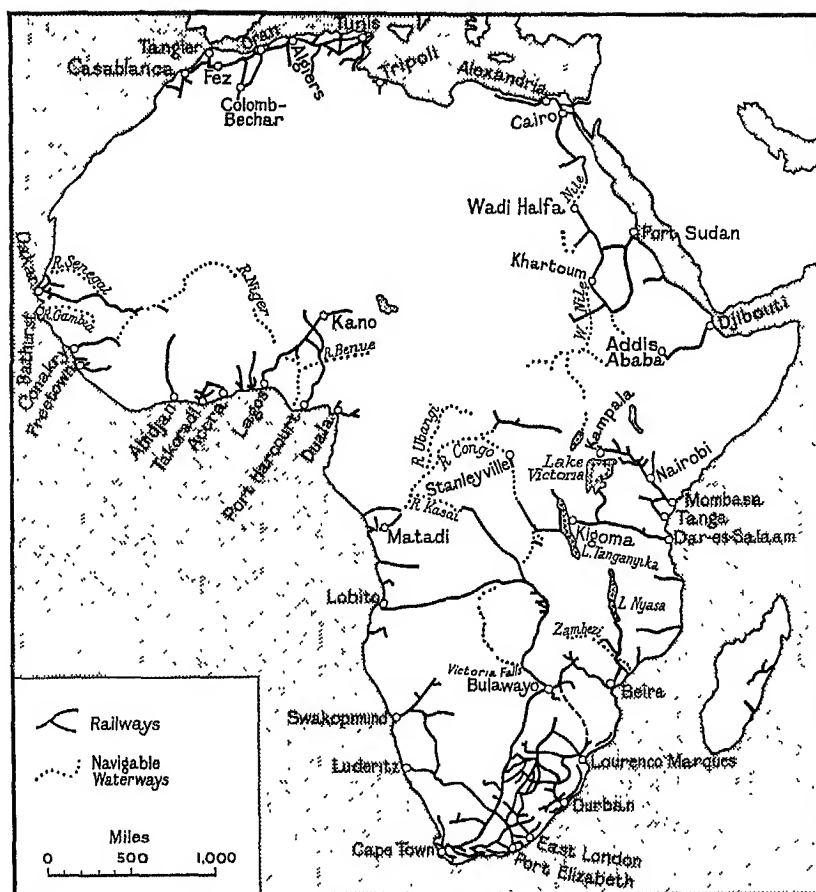 Tangier
Oran
Tunis
Casablanca
Fez
Algiers
Tripoli
Colomb-
Bechar
Alexandria
Cairo
Wadi Halfa
Nile
Port Sudan
Khartoum
W. Nile
Djibouti
Addis
Ababa
Dakar
R. Senegal
R. Gambia
Bathurst
Conakry
Freetown
R. Niger
Kano
R. Benue
Abidjan
Takoradi
Accra
Lagos
Port Harcourt
Duala
R. Ubangi
R. Congo
Stanleyville
Kampala
Lake
Victoria
Nairobi
Mombasa
Tanga
Dar-es-Salaam
R. Kasai
Matadi
Kigoma
L. Tanganyika
Lobito
L. Nyasa
Zambezi
Victoria Falls
Bulawayo
Beira
Swakopmund
Luderitz
Lourenco Marques
Durban
East London
Port Elizabeth
Cape Town
Railways
Navigable
Waterways
Miles
0 500 1,000